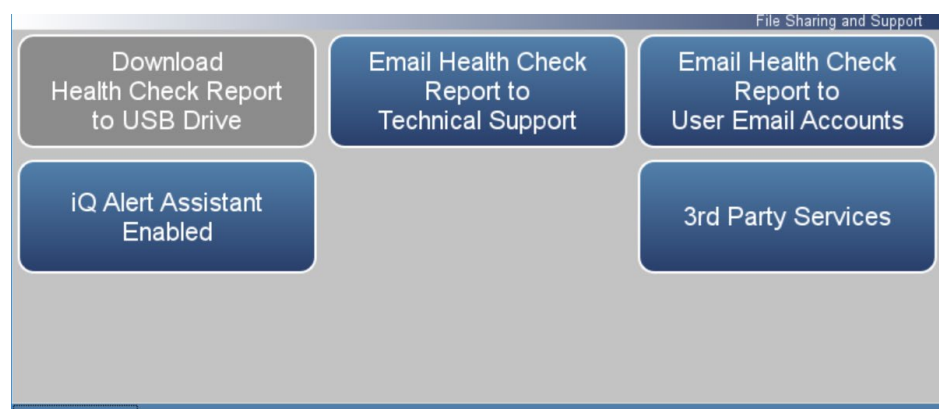 File Sharing and Support
Download
Health Check Report
to USB Drive
Email Health Check
Report to
Technical Support
Email Health Check
Report to
User Email Accounts
iQ Alert Assistant
Enabled
3rd Party Services